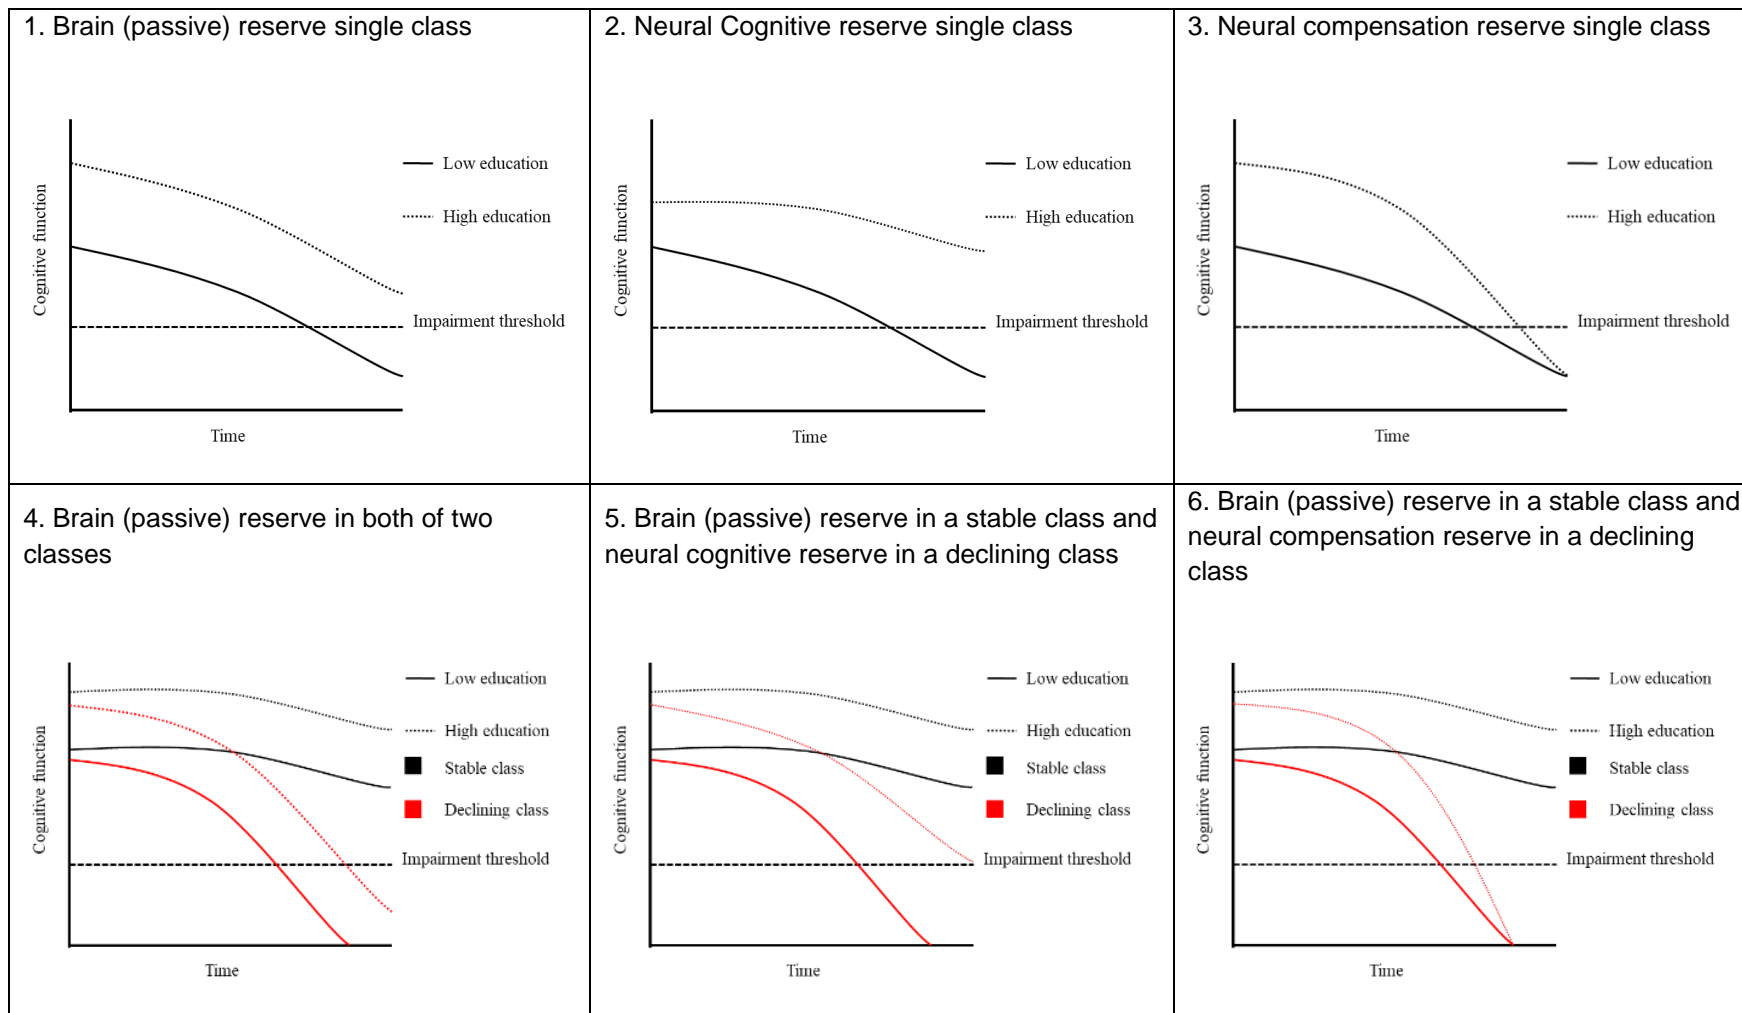 1. Brain (passive) reserve single class
Low education
High education
Cognitive function
Impairment threshold
Time
2. Neural Cognitive reserve single class
Low education
High education
Cognitive function
Impairment threshold
Time
3. Neural compensation reserve single class
Low education
High education
Cognitive function
Impairment threshold
Time
4. Brain (passive) reserve in both of two
classes
Low education
High education
Stable class
Declining class
Cognitive function
Impairment threshold
Time
5. Brain (passive) reserve in a stable class and
neural cognitive reserve in a declining class
Low education
High education
Stable class
Declining class
Cognitive function
Impairment threshold
Time
6. Brain (passive) reserve in a stable class and
neural compensation reserve in a declining
class
Low education
High education
Stable class
Declining class
Cognitive function
Impairment threshold
Time